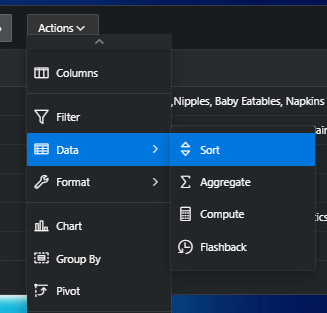 Actions
Columns
,Nipples, Baby Eatables, Napkins
Filter
Data
Sort
Format
Aggregate
Chart
Compute
Group By
Flashback
Pivot